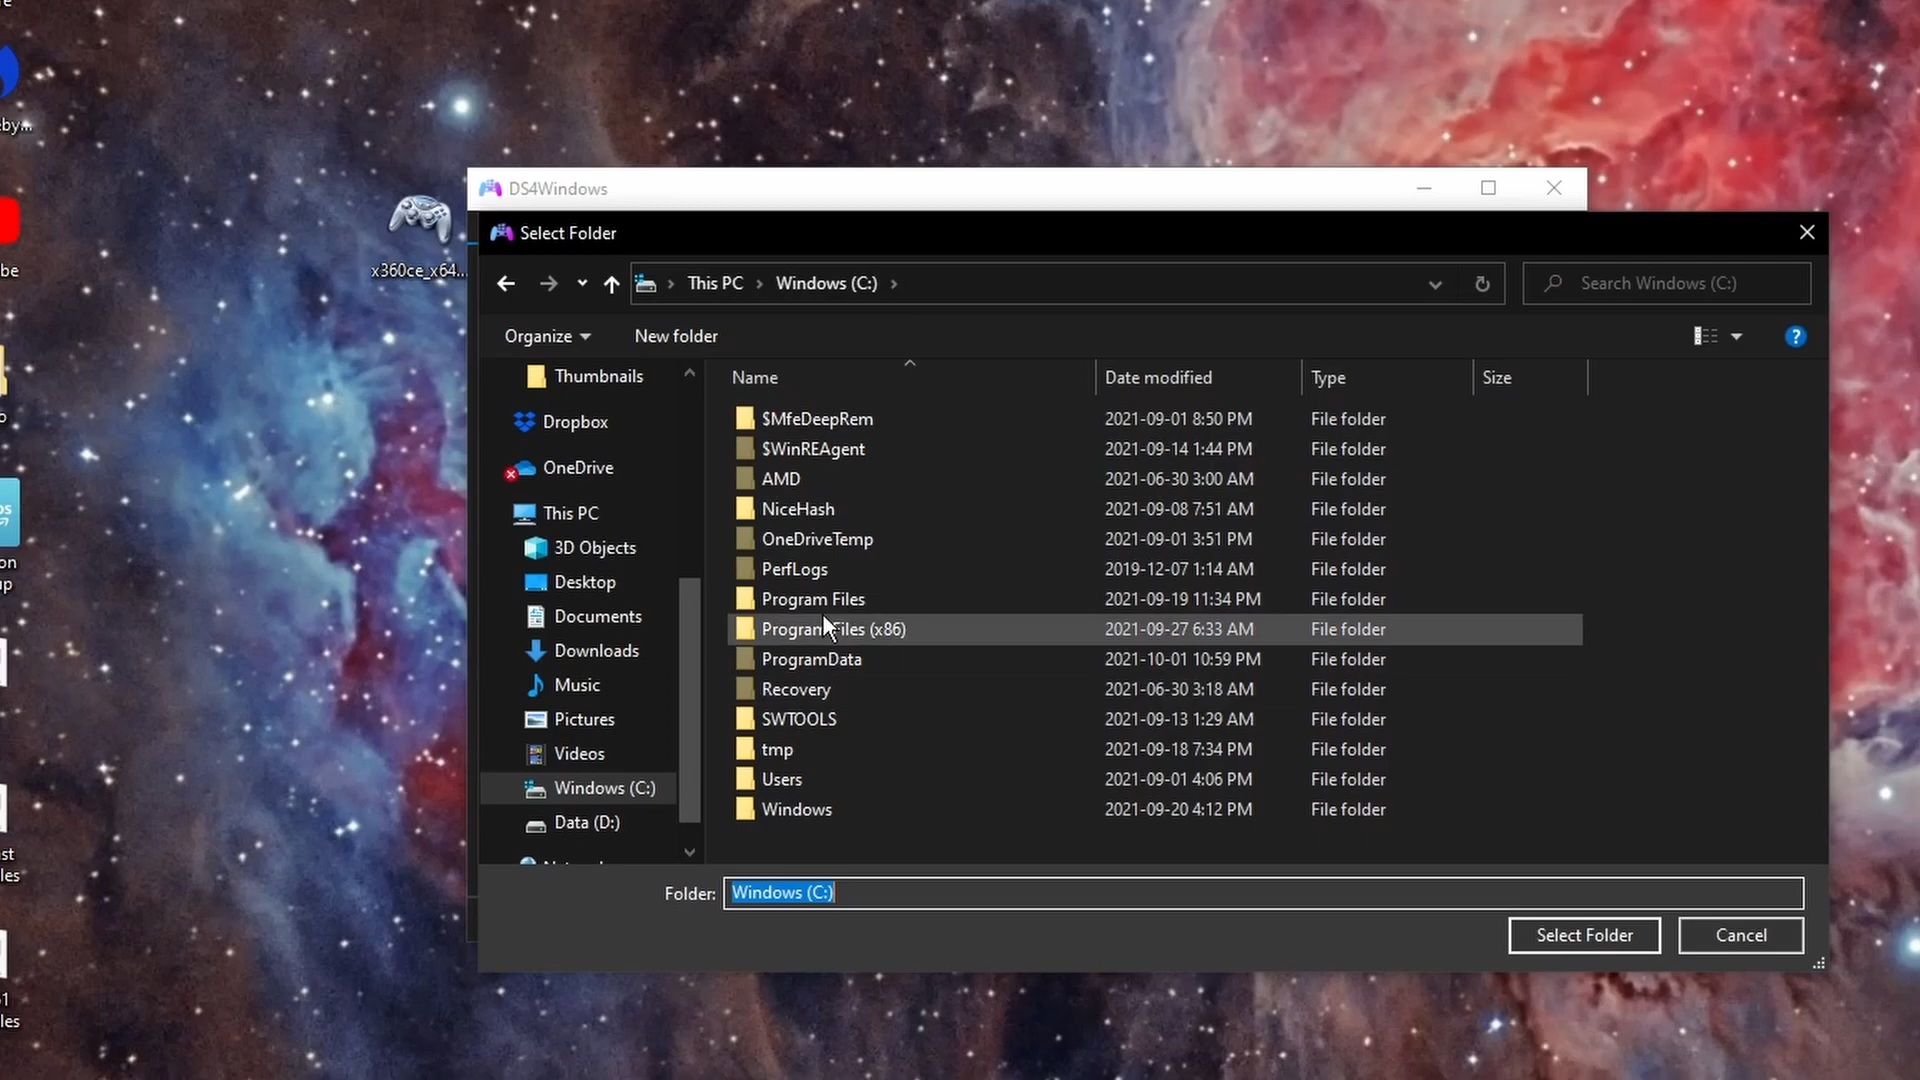 by...
be
x360ce_x64...
DS4Windows
Select Folder
This PC > Windows (C:) >
Search Windows (C:)
Organize
New folder
Thumbnails
Dropbox
OneDrive
This PC
3D Objects
Desktop
Documents
Downloads
Music
Pictures
Videos
Windows (C:)
Data (D:)
Name Date modified Type Size
$MfeDeepRem 2021-09-01 8:50 PM File folder
$WinREAgent 2021-09-14 1:44 PM File folder
AMD 2021-06-30 3:00 AM File folder
NiceHash 2021-09-08 7:51 AM File folder
OneDriveTemp 2021-09-01 3:51 PM File folder
PerfLogs 2019-12-07 1:14 AM File folder
Program Files 2021-09-19 11:34 PM File folder
Program Files (x86) 2021-09-27 6:33 AM File folder
ProgramData 2021-10-01 10:59 PM File folder
Recovery 2021-06-30 3:18 AM File folder
SWTOOLS 2021-09-13 1:29 AM File folder
tmp 2021-09-18 7:34 PM File folder
Users 2021-09-01 4:06 PM File folder
Windows 2021-09-20 4:12 PM File folder
Folder: Windows (C:)
Select Folder
Cancel